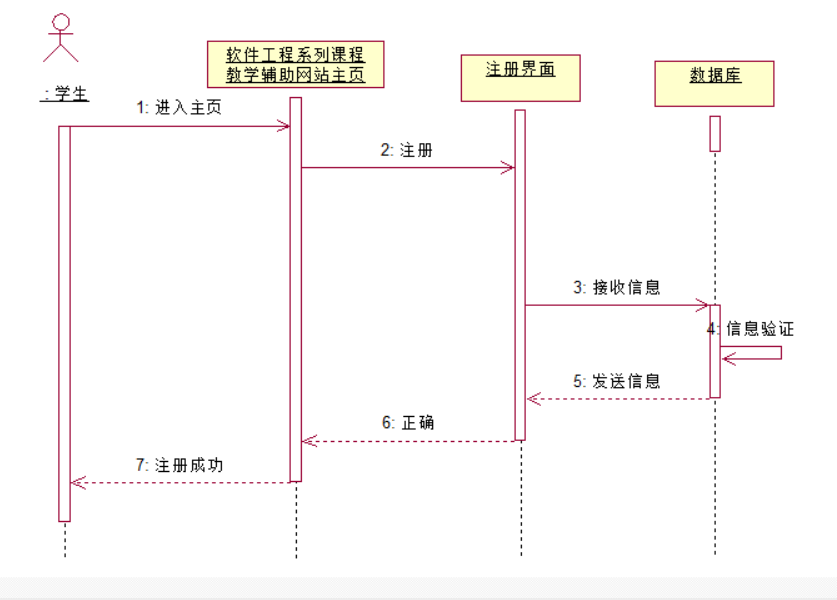 软件工程系列课程
教学辅助网站主页
注册界面
数据库
: 学生
1: 进入主页
2: 注册
3: 接收信息
4: 信息验证
5: 发送信息
6: 正确
7: 注册成功